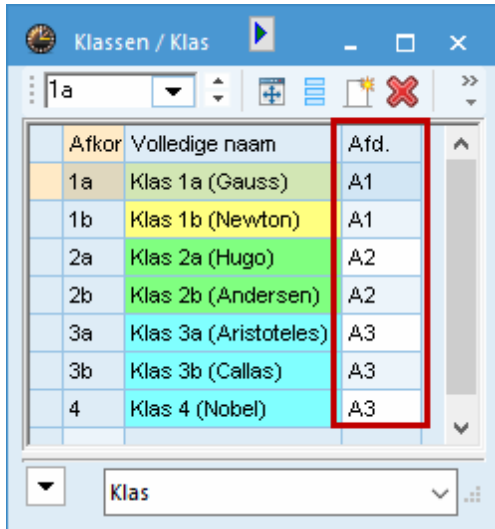 Klassen / Klas
1a
Afkor Volledige naam Afd.
1a Klas 1a (Gauss) A1
1b Klas 1b (Newton) A1
2a Klas 2a (Hugo) A2
2b Klas 2b (Andersen) A2
3a Klas 3a (Aristoteles) A3
3b Klas 3b (Callas) A3
4 Klas 4 (Nobel) A3
Klas